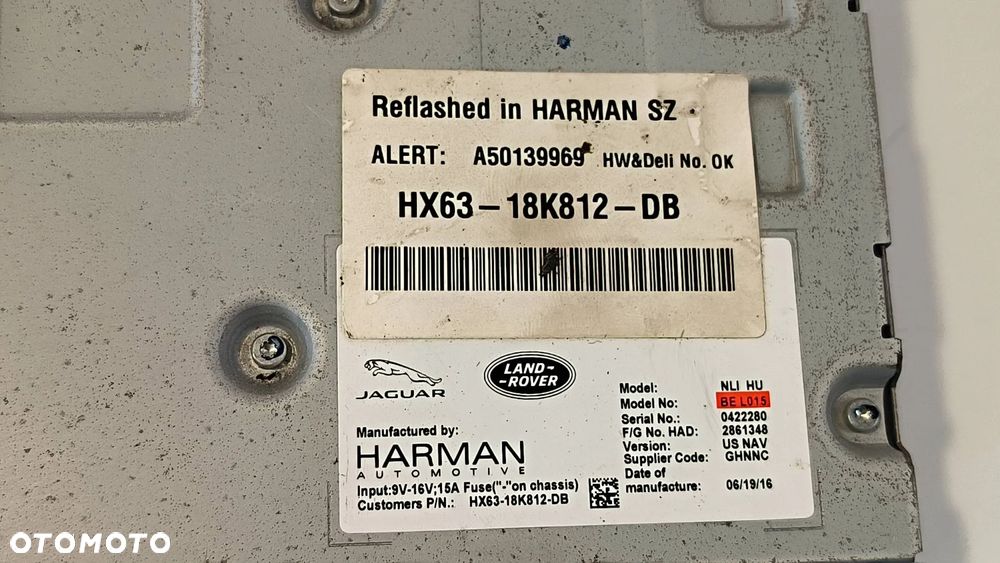 Reflashed in HARMAN SZ
ALERT: A50139969 HW&Deli No. OK
HX63-18K812-DB
JAGUAR
LAND-
-ROVER
Manufactured by:
HARMAN
AUTOMOTIVE
Input:9V-16V;15A Fuse("-"on chassis)
Customers P/N.: HX63-18K812-DB
Model: NLI HU
Model No: BE L015
Serial No.: 0422280
F/G No. HAD: 2861348
Version: US NAV
Supplier Code: GHNNC
Date of
manufacture: 06/19/16
OTOMOTO